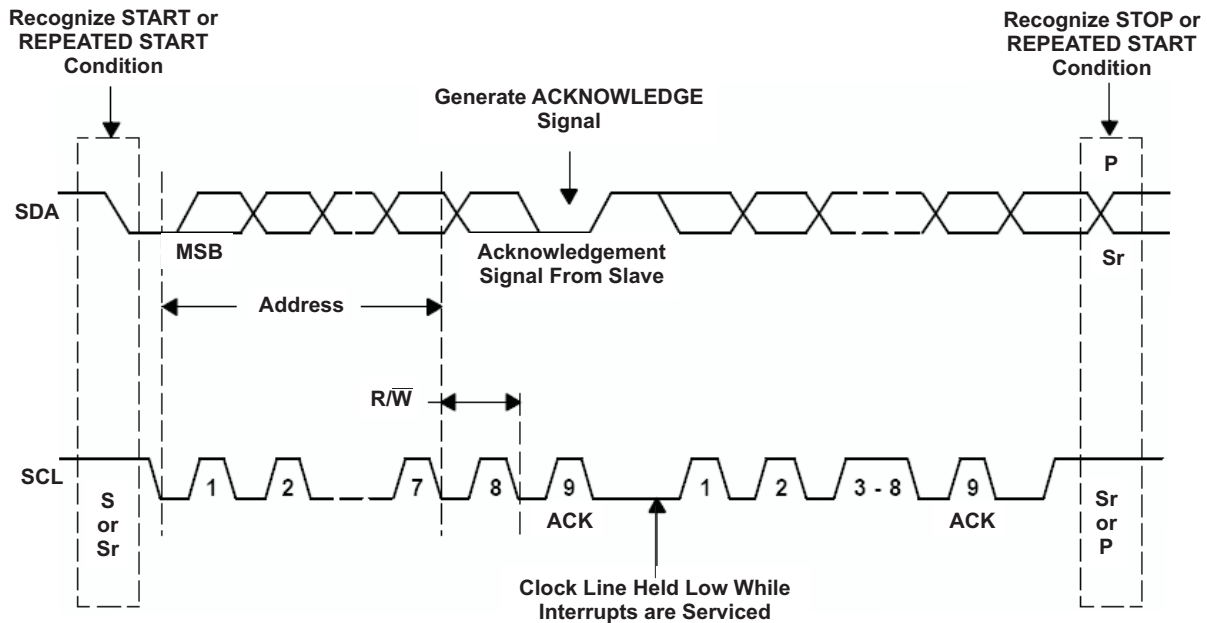 Recognize START or
REPEATED START
Condition
Recognize STOP or
REPEATED START
Condition
Generate ACKNOWLEDGE
Signal
P
SDA
MSB
Acknowledgement
Signal From Slave
Sr
Address
R/W̅
SCL
1
2
7
8
9
1
2
3 - 8
9
ACK
ACK
S
or
Sr
Sr
or
P
Clock Line Held Low While
Interrupts are Serviced